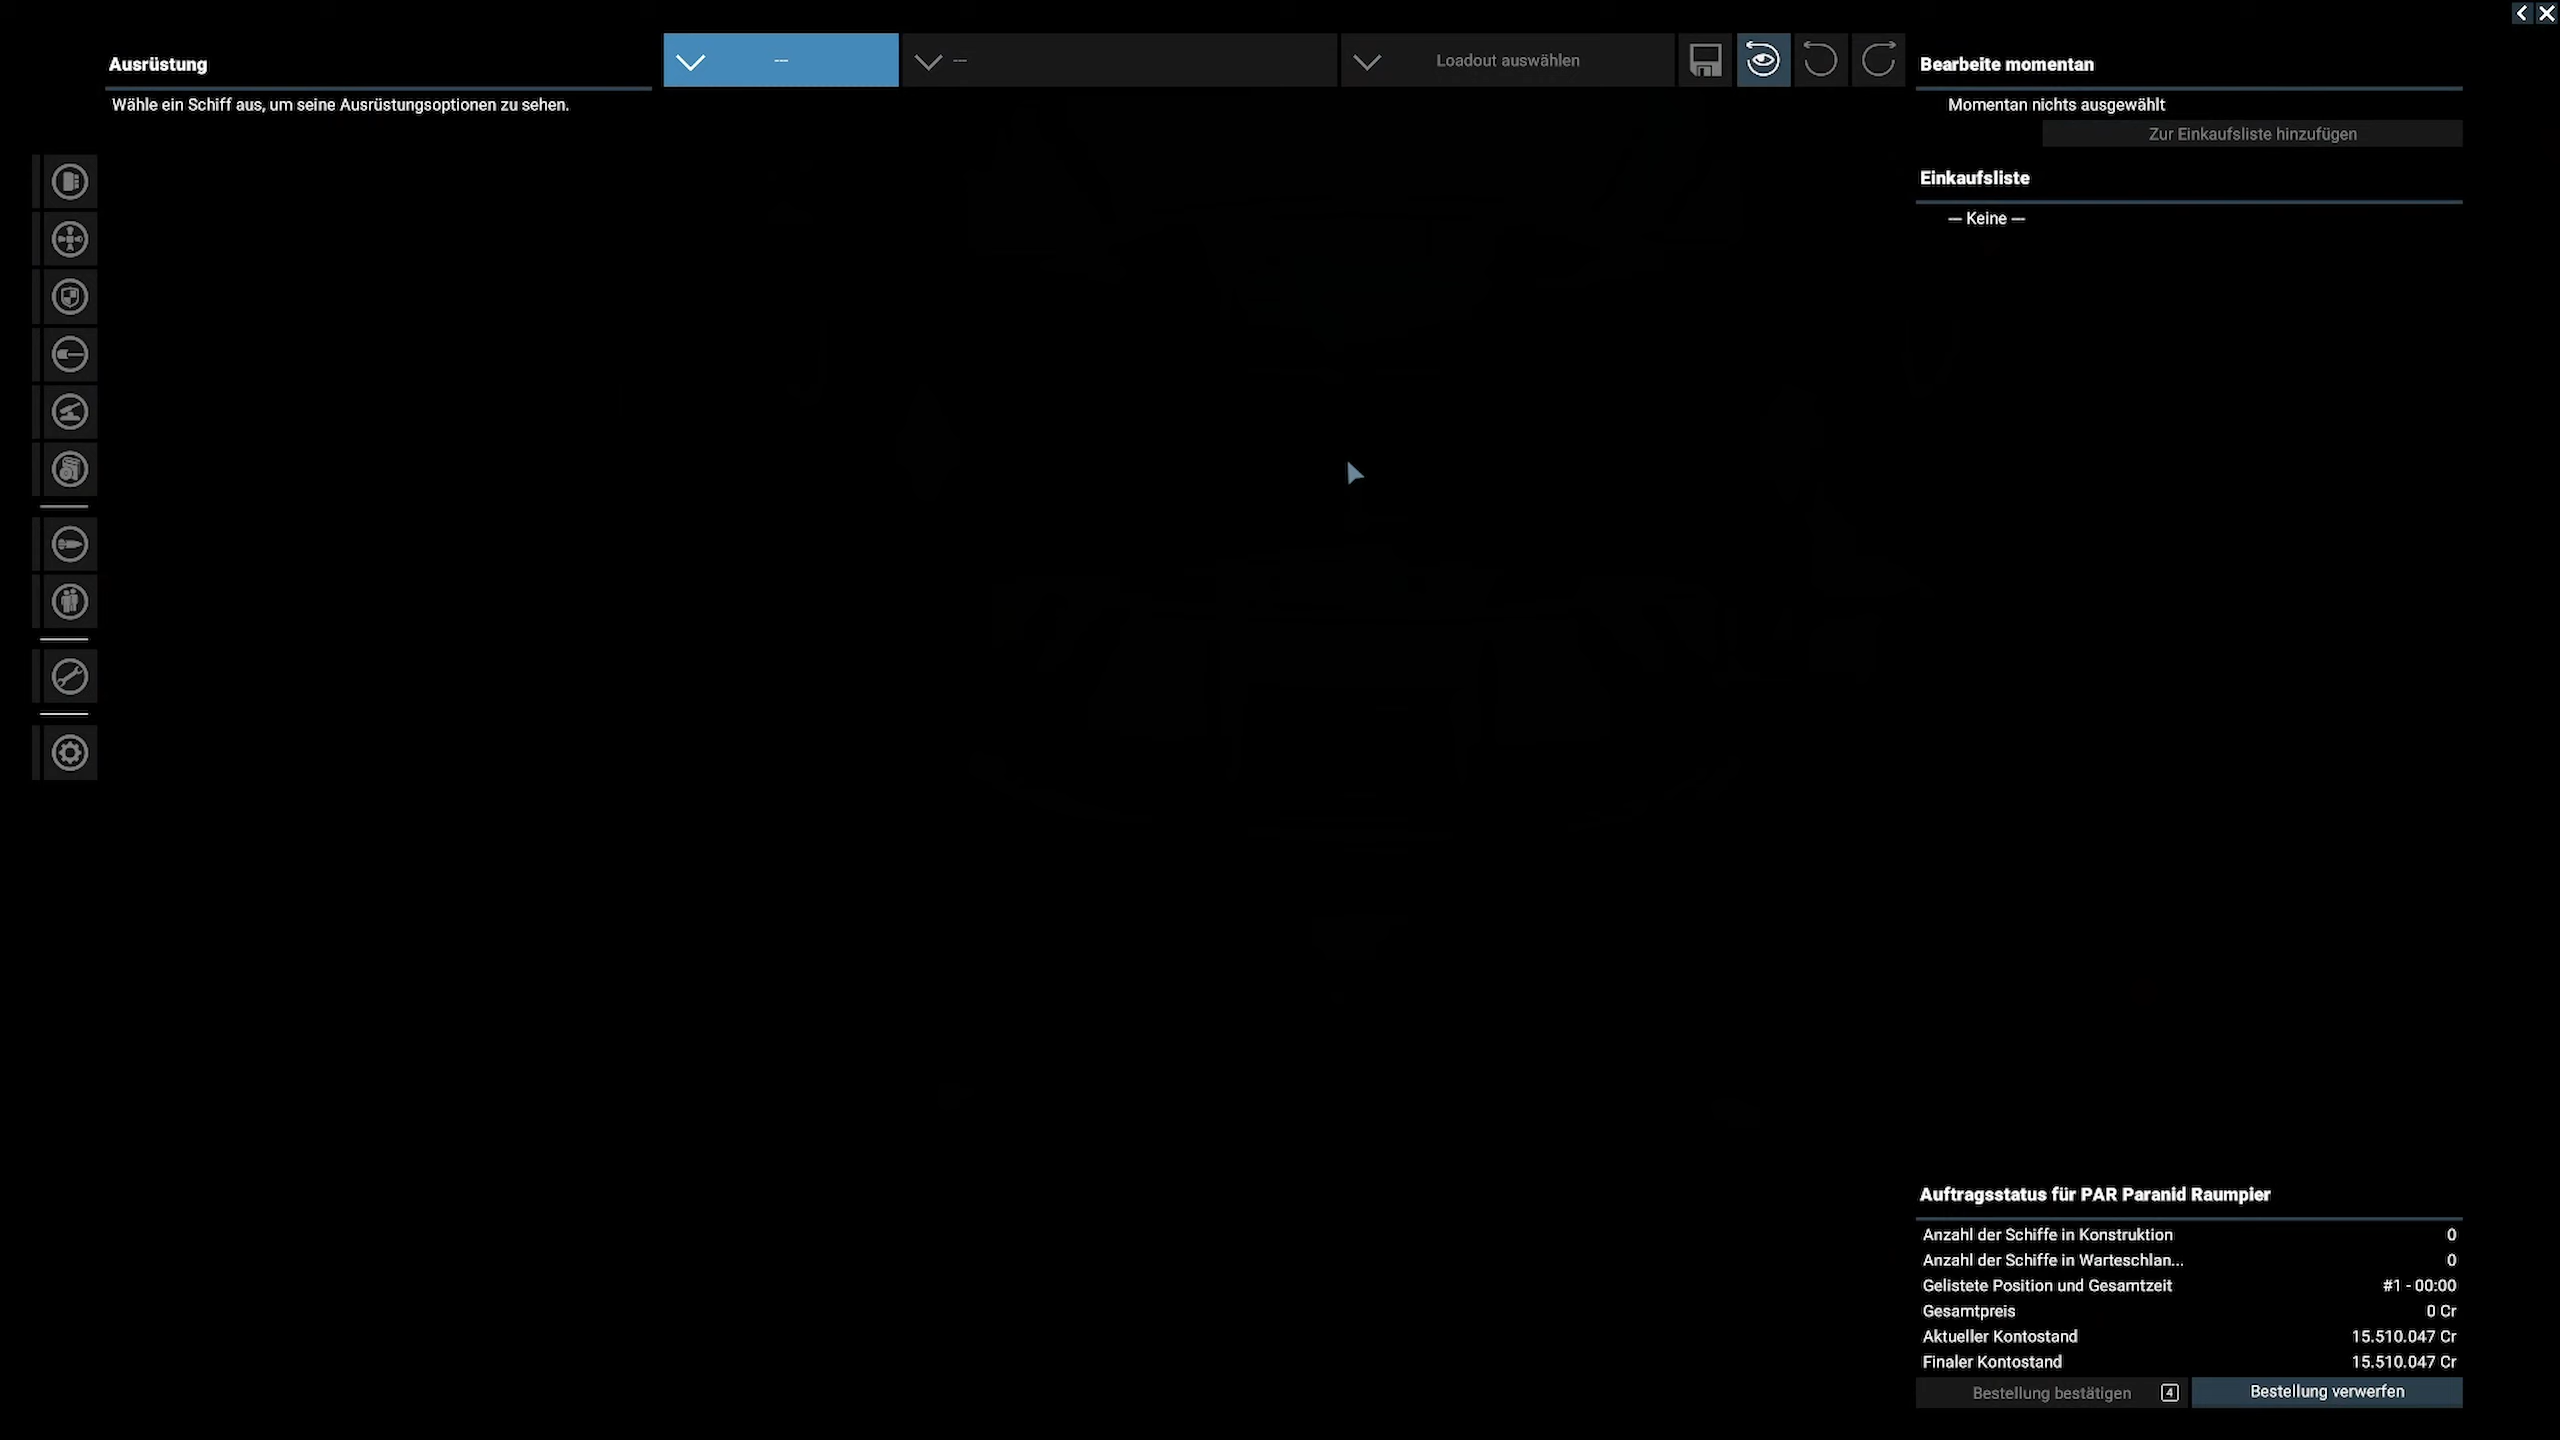 Ausrüstung
Wähle ein Schiff aus, um seine Ausrüstungsoptionen zu sehen.
---
---
Loadout auswählen
Bearbeite momentan
Momentan nichts ausgewählt
Zur Einkaufsliste hinzufügen
Einkaufsliste
— Keine —
Auftragsstatus für PAR Paranid Raumpier
Anzahl der Schiffe in Konstruktion 0
Anzahl der Schiffe in Warteschlan... 0
Gelistete Position und Gesamtzeit #1 - 00:00
Gesamtpreis 0 Cr
Aktueller Kontostand 15.510.047 Cr
Finaler Kontostand 15.510.047 Cr
Bestellung bestätigen 4
Bestellung verwerfen